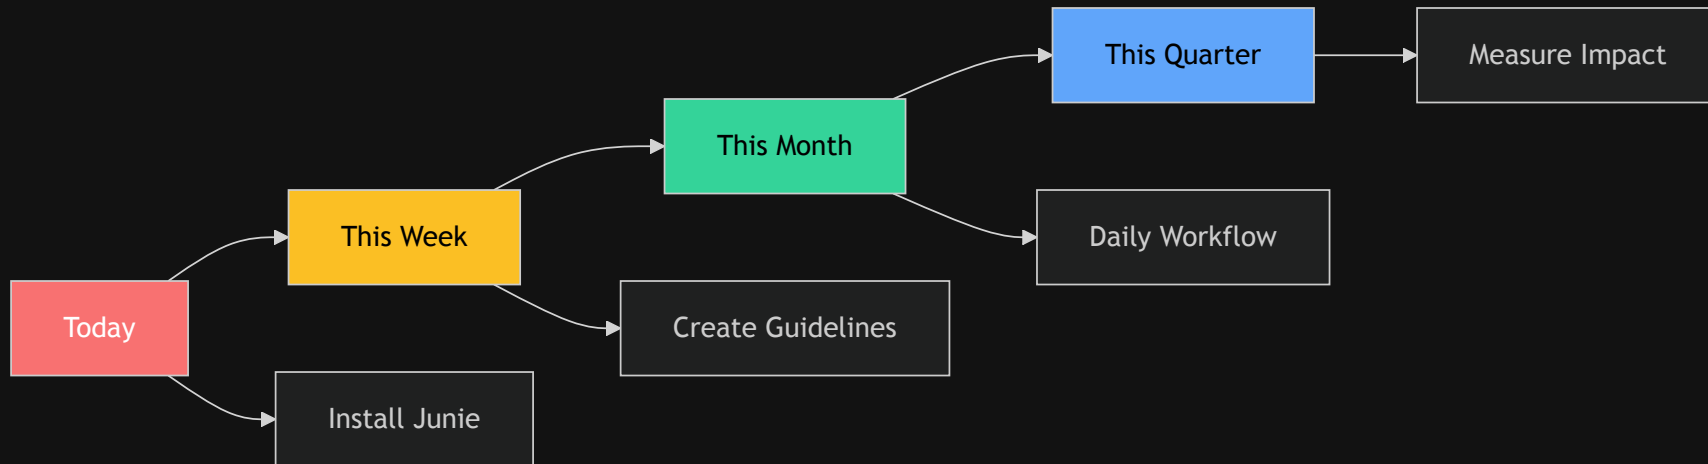 This Quarter
Measure Impact
This Month
This Week
Daily Workflow
Today
Create Guidelines
Install Junie